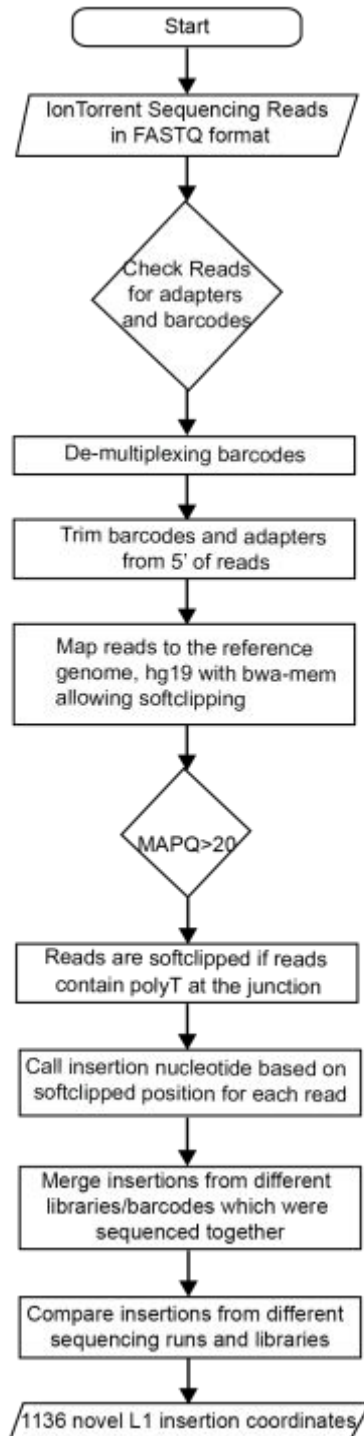 Start
IonTorrent Sequencing Reads
in FASTQ format
Check Reads
for adapters
and barcodes
De-multiplexing barcodes
Trim barcodes and adapters
from 5' of reads
Map reads to the reference
genome, hg19 with bwa-mem
allowing softclipping
MAPQ>20
Reads are softclipped if reads
contain polyT at the junction
Call insertion nucleotide based on
softclipped position for each read
Merge insertions from different
libraries/barcodes which were
sequenced together
Compare insertions from different
sequencing runs and libraries
1136 novel L1 insertion coordinates